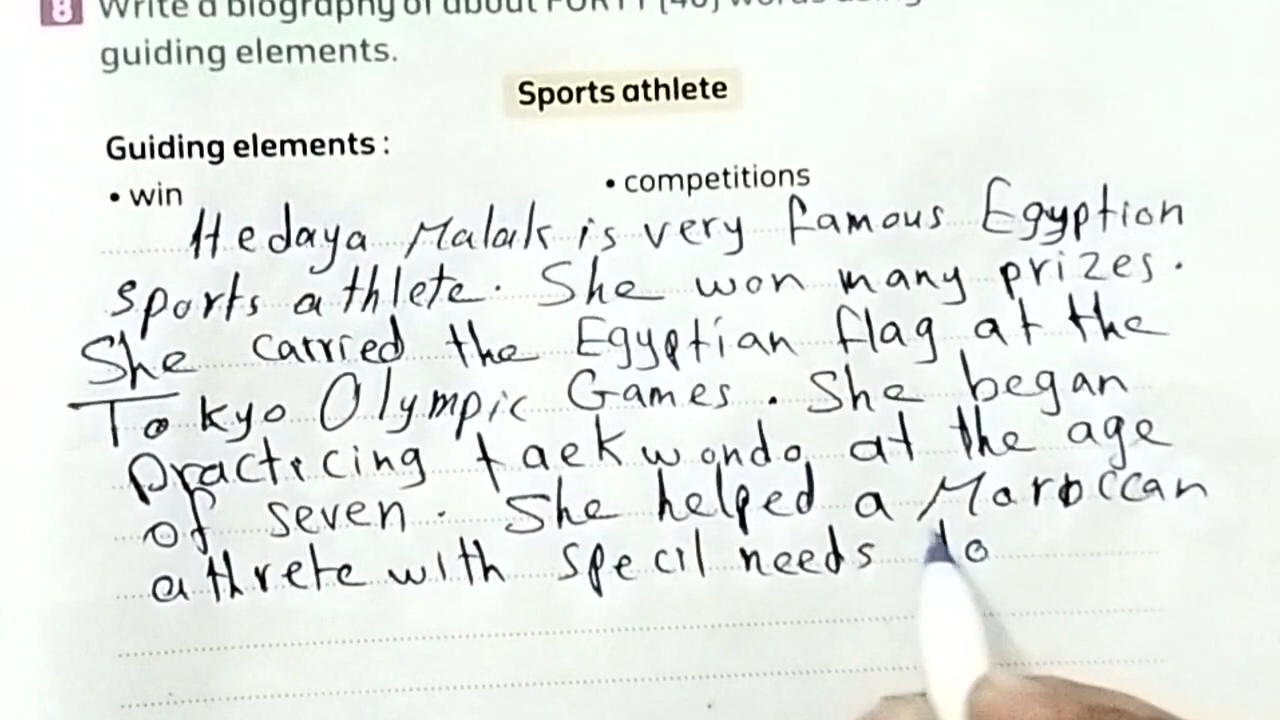 8 Write a biography of about FORTY (40) words using
guiding elements.
Sports athlete
Guiding elements :
• win • competitions
Hedaya Malak is very famous Egyption
sports athlete. She won many prizes.
She carried the Egyptian flag at the
Tokyo Olympic Games. She began
practicing taekwondo at the age
of seven. She helped a Moroccan
athrete with specil needs to